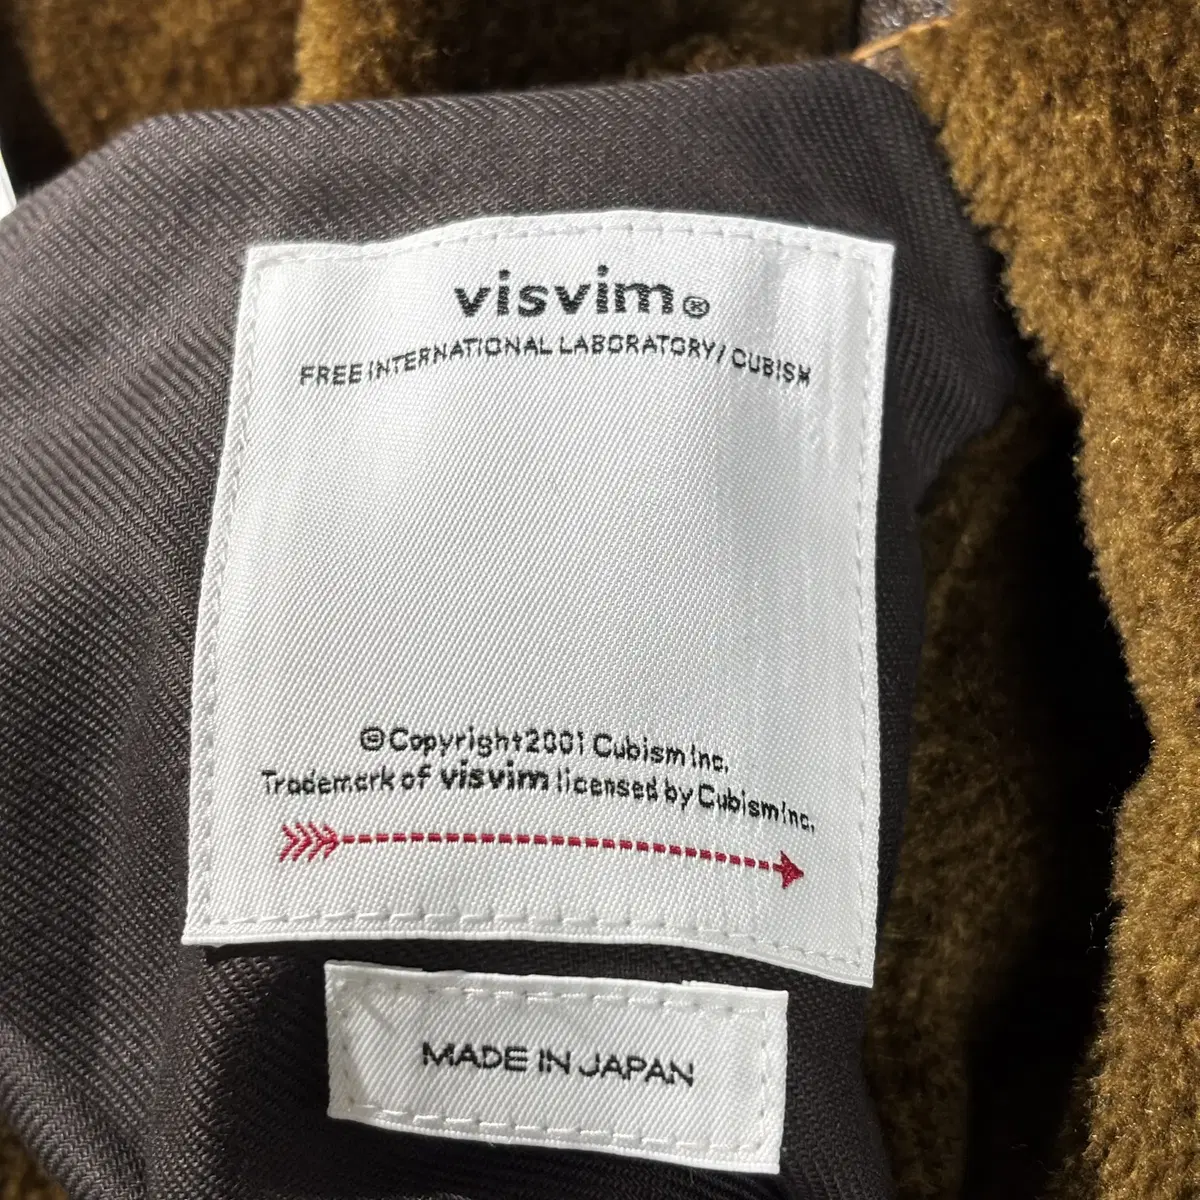 visvim®
FREE INTERNATIONAL LABORATORY/ CUBISM
©Copyright2001 Cubism Inc.
Trademark of visvim licensed by Cubism Inc.
MADE IN JAPAN